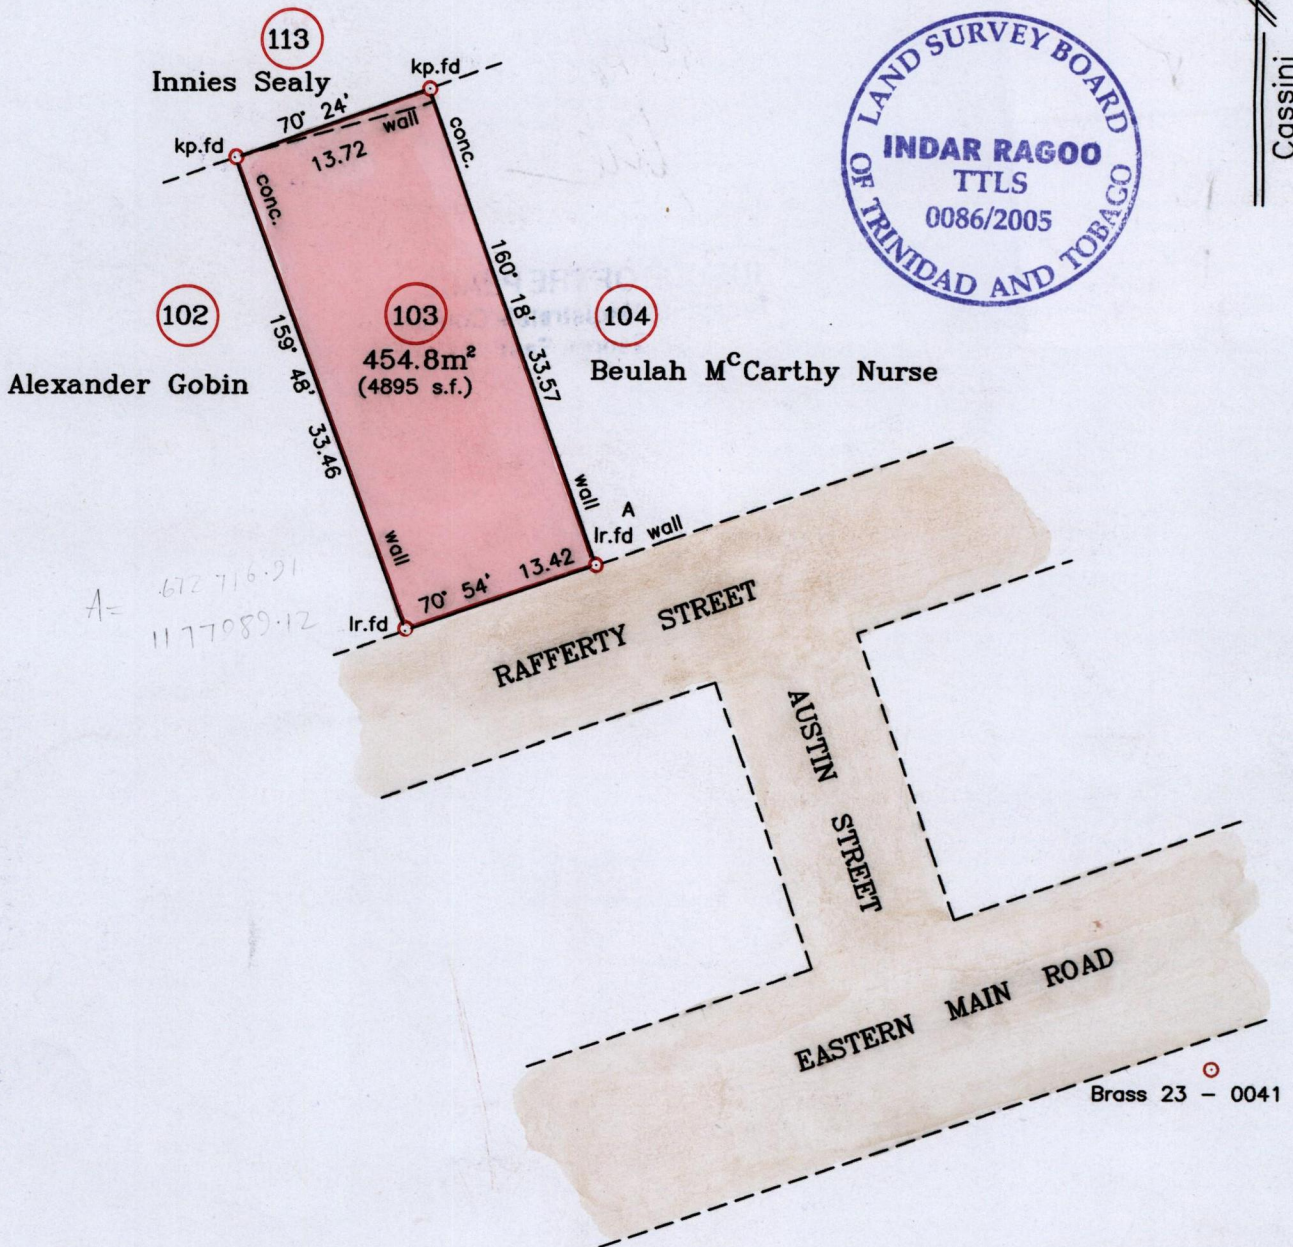 113
Innies Sealy
kp.fd
70° 24'
wall
13.72
kp.fd
conc.
conc.
LAND SURVEY BOARD
INDAR RAGOO
TTLS
0086/2005
OF TRINIDAD AND TOBAGO
Cassini
102
Alexander Gobin
159° 48' 33.46
wall
103
454.8m²
(4895 s.f.)
160° 18' 33.57
wall
104
Beulah MᶜCarthy Nurse
A
Ir.fd wall
70° 54' 13.42
Ir.fd
A=
1177089.12
RAFFERTY STREET
AUSTIN STREET
EASTERN MAIN ROAD
Brass 23 – 0041